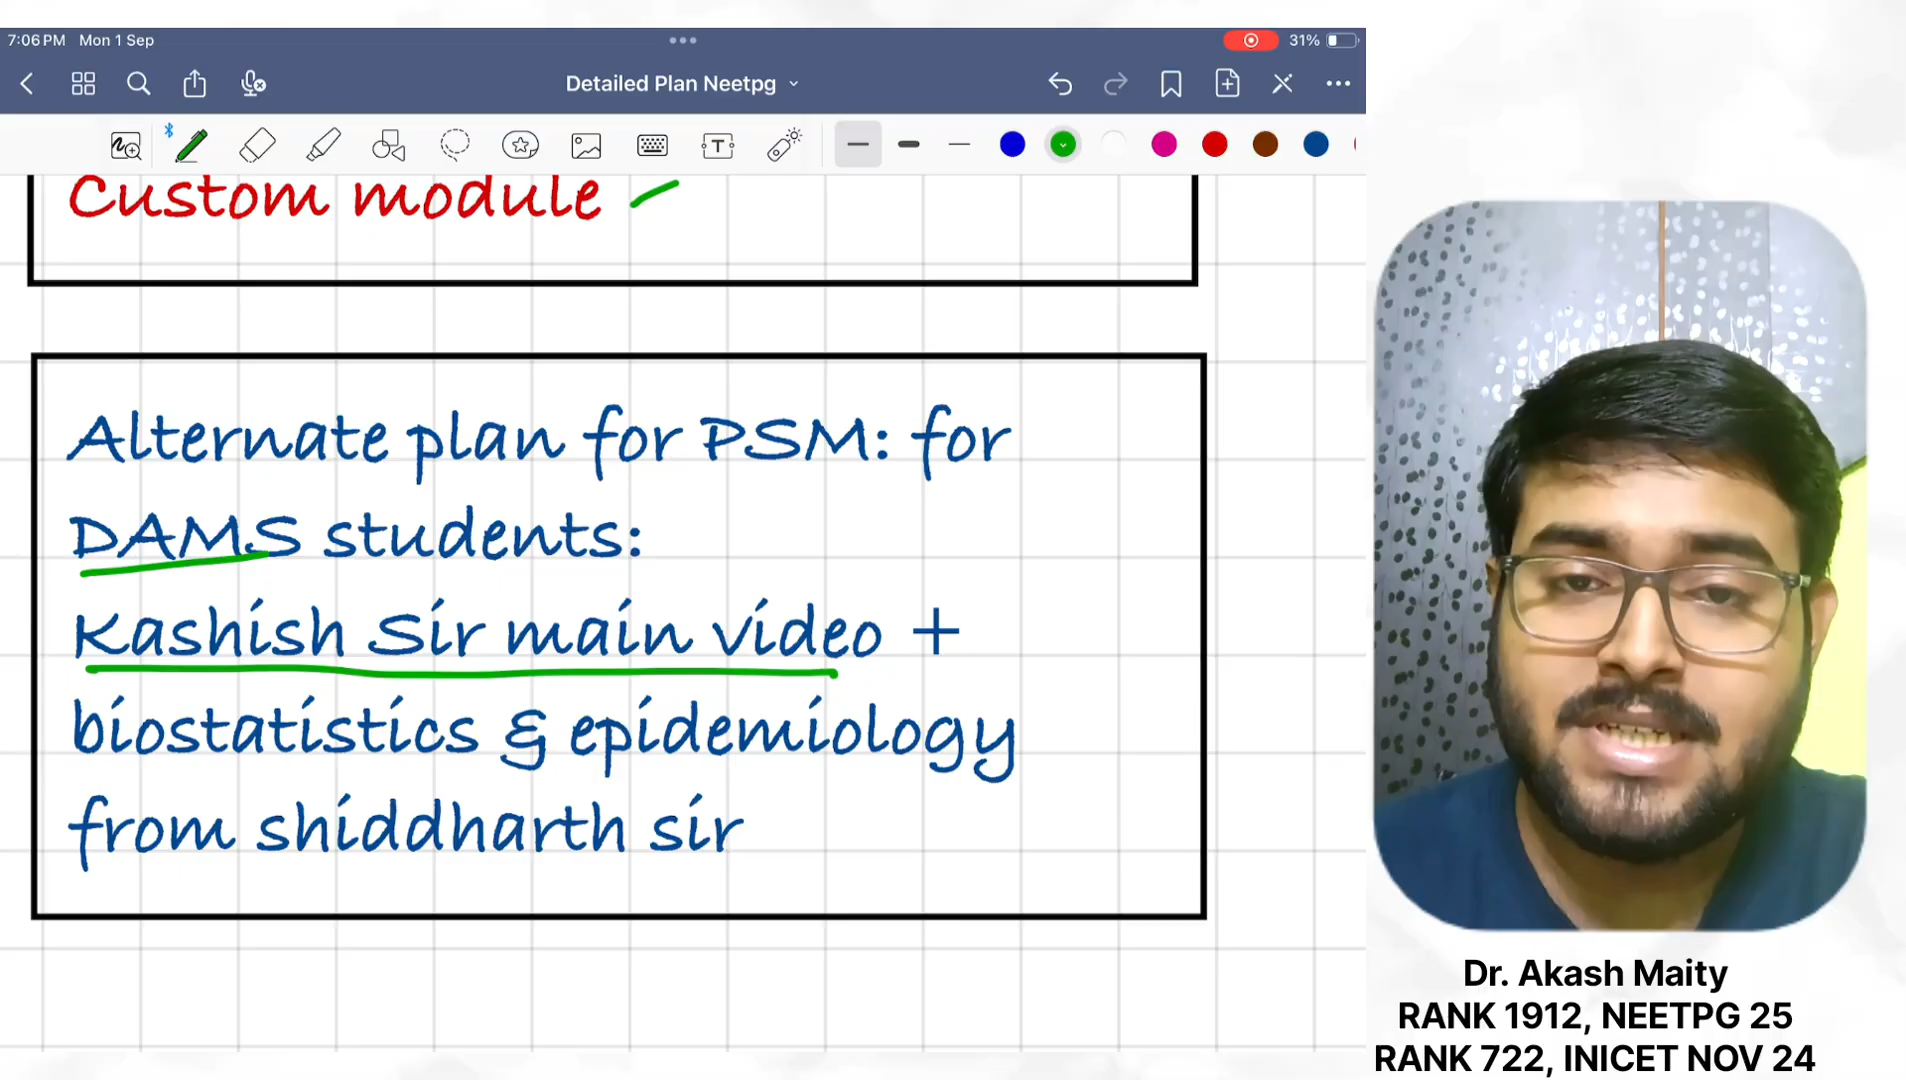 7:06 PM Mon 1 Sep
31%
Detailed Plan Neetpg
T
Custom module
Alternate plan for PSM: for
DAMS students:
Kashish Sir main video +
biostatistics & epidemiology
from shiddharth sir
Dr. Akash Maity
RANK 1912, NEETPG 25
RANK 722, INICET NOV 24